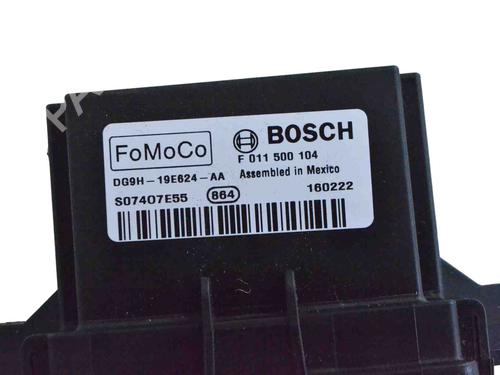 FoMoCo
BOSCH
F 011 500 104
DG9H-19E624-AA
Assembled in Mexico
S07407E55
864
160222